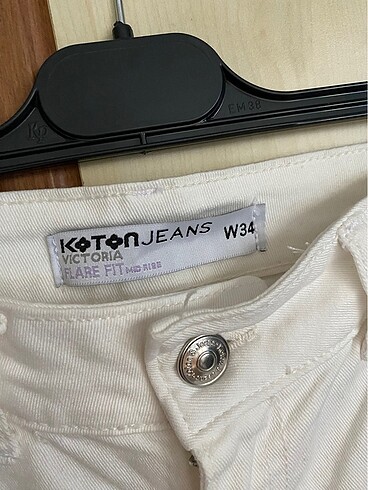 EM38
KOTON JEANS W34
VICTORIA
FLARE FIT MID RISE